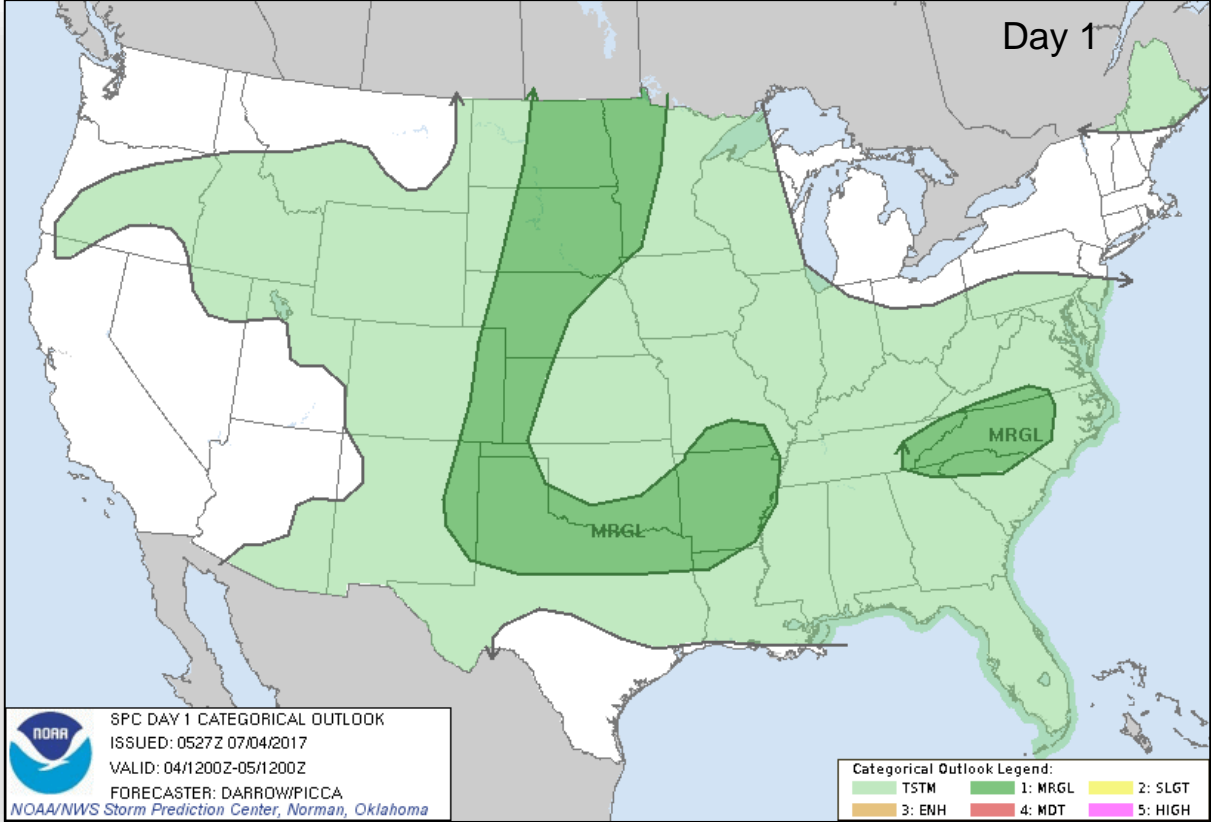 Day 1
MRGL
MRGL
NOAA
SPC DAY 1 CATEGORICAL OUTLOOK
ISSUED: 0527Z 07/04/2017
VALID: 04/1200Z-05/1200Z
FORECASTER: DARROW/PICCA
NOAA/NWS Storm Prediction Center, Norman, Oklahoma
Categorical Outlook Legend:
TSTM 1: MRGL 2: SLGT
3: ENH 4: MDT 5: HIGH